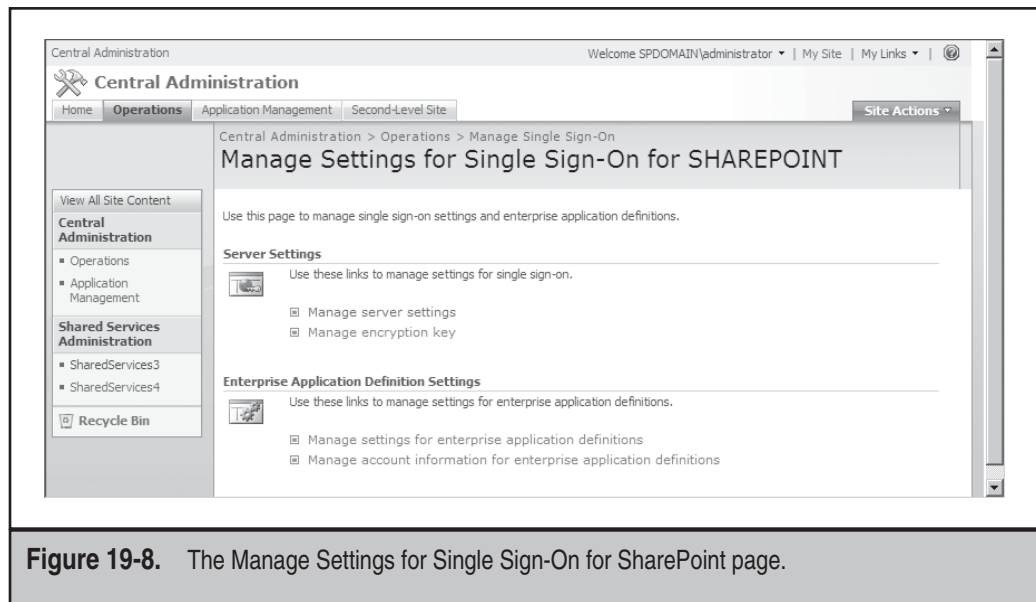 Central Administration
Welcome SPDOMAIN\administrator | My Site | My Links |
Central Administration
Home Operations Application Management Second-Level Site Site Actions
Central Administration > Operations > Manage Single Sign-On
Manage Settings for Single Sign-On for SHAREPOINT
View All Site Content
Central
Administration
Operations
Application
Management
Shared Services
Administration
SharedServices3
SharedServices4
Recycle Bin
Use this page to manage single sign-on settings and enterprise application definitions.
Server Settings
Use these links to manage settings for single sign-on.
Manage server settings
Manage encryption key
Enterprise Application Definition Settings
Use these links to manage settings for enterprise application definitions.
Manage settings for enterprise application definitions
Manage account information for enterprise application definitions
Figure 19-8. The Manage Settings for Single Sign-On for SharePoint page.